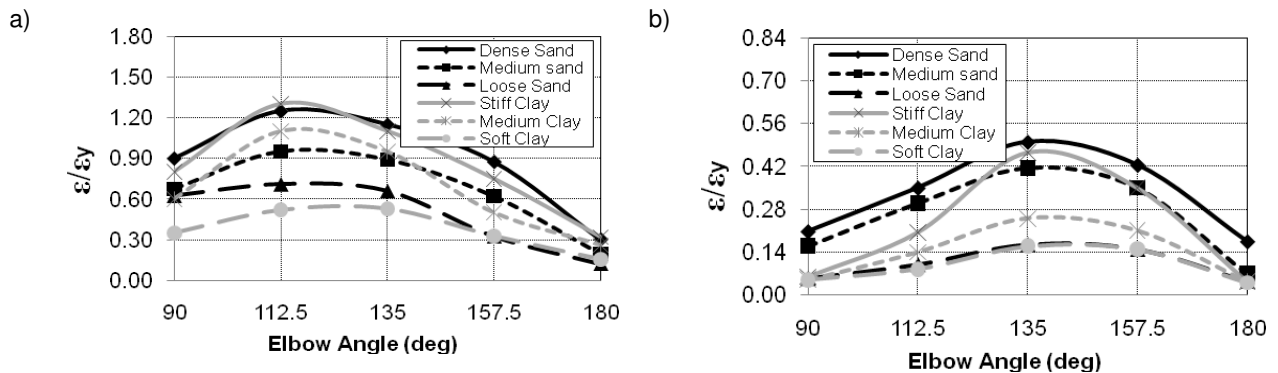 a)
ε/εy
1.80
1.50
1.20
0.90
0.60
0.30
0.00
Dense Sand
Medium sand
Loose Sand
Stiff Clay
Medium Clay
Soft Clay
90 112.5 135 157.5 180
Elbow Angle (deg)
b)
ε/εy
0.84
0.70
0.56
0.42
0.28
0.14
0.00
Dense Sand
Medium sand
Loose Sand
Stiff Clay
Medium Clay
Soft Clay
90 112.5 135 157.5 180
Elbow Angle (deg)